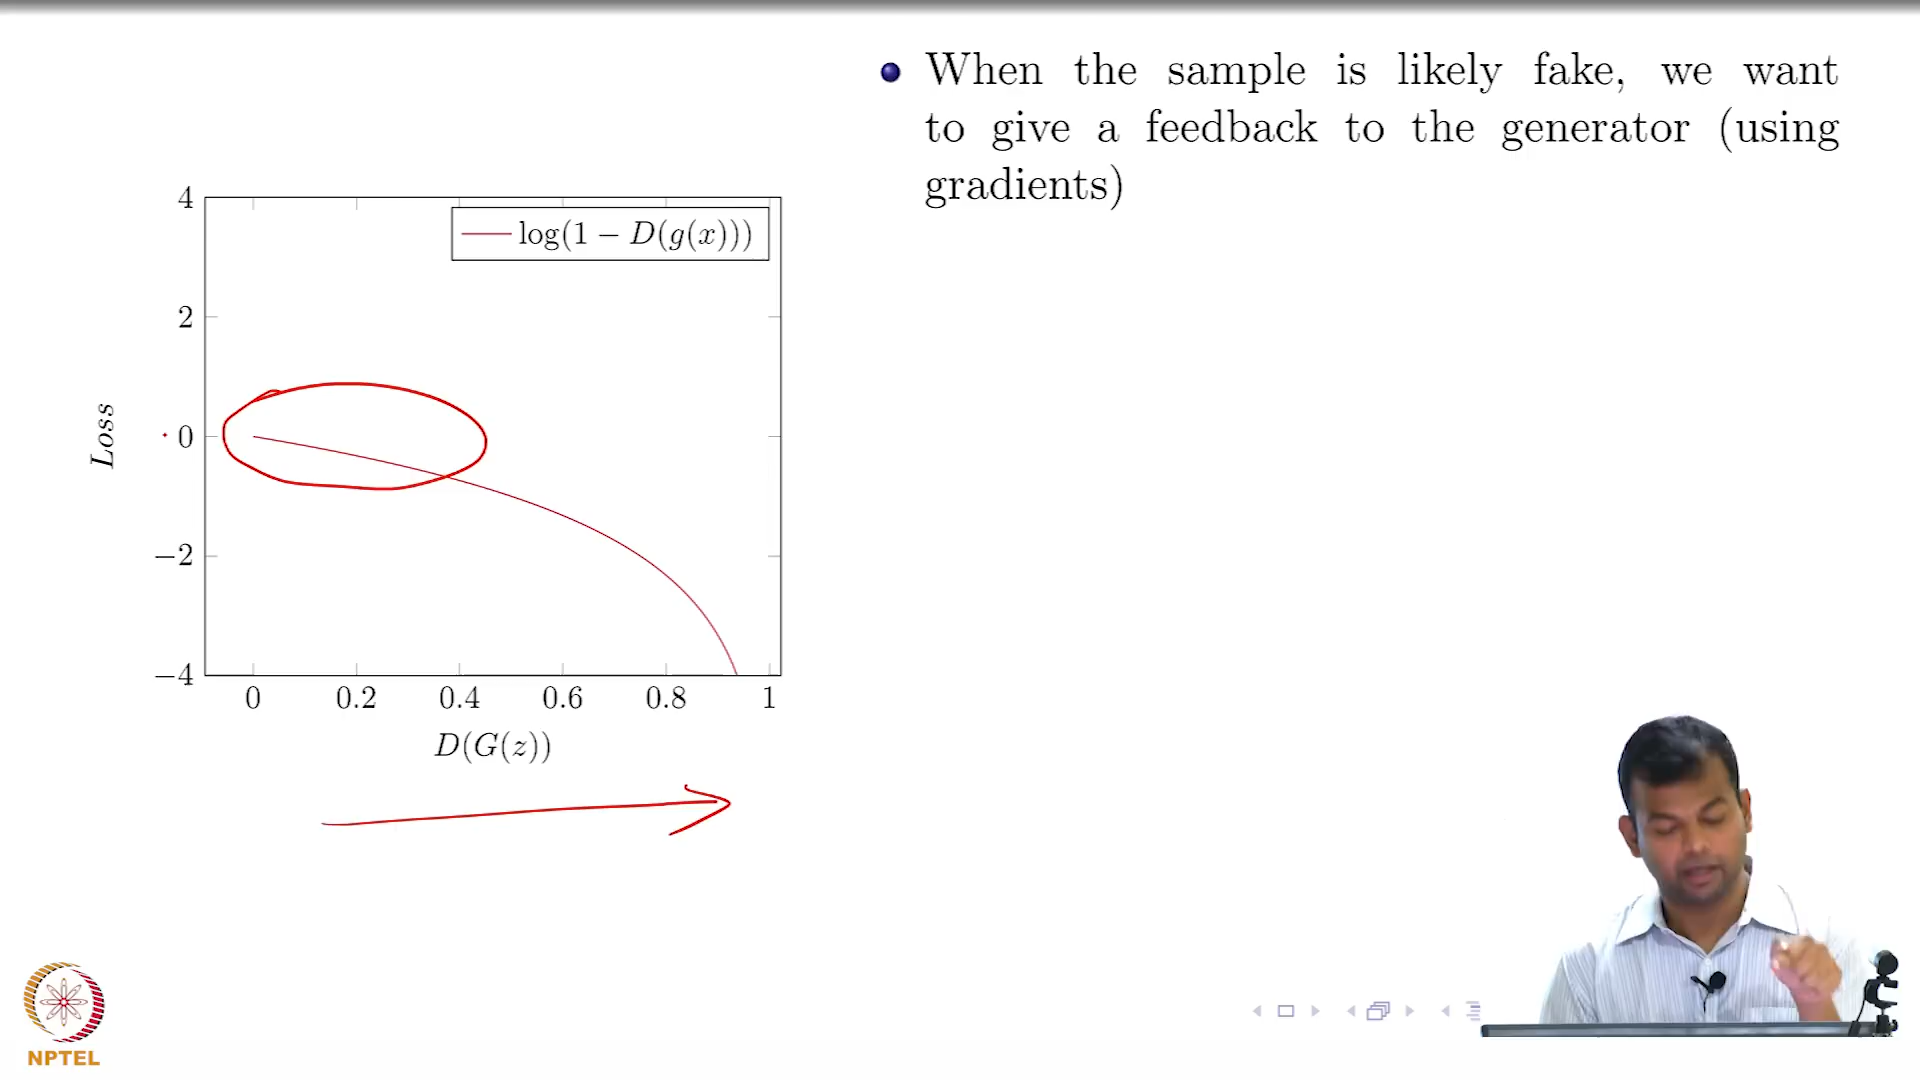 When the sample is likely fake, we want
to give a feedback to the generator (using
gradients)
4
log(1 − D(g(x)))
2
Loss
0
−2
−4
0 0.2 0.4 0.6 0.8 1
D(G(z))
NPTEL